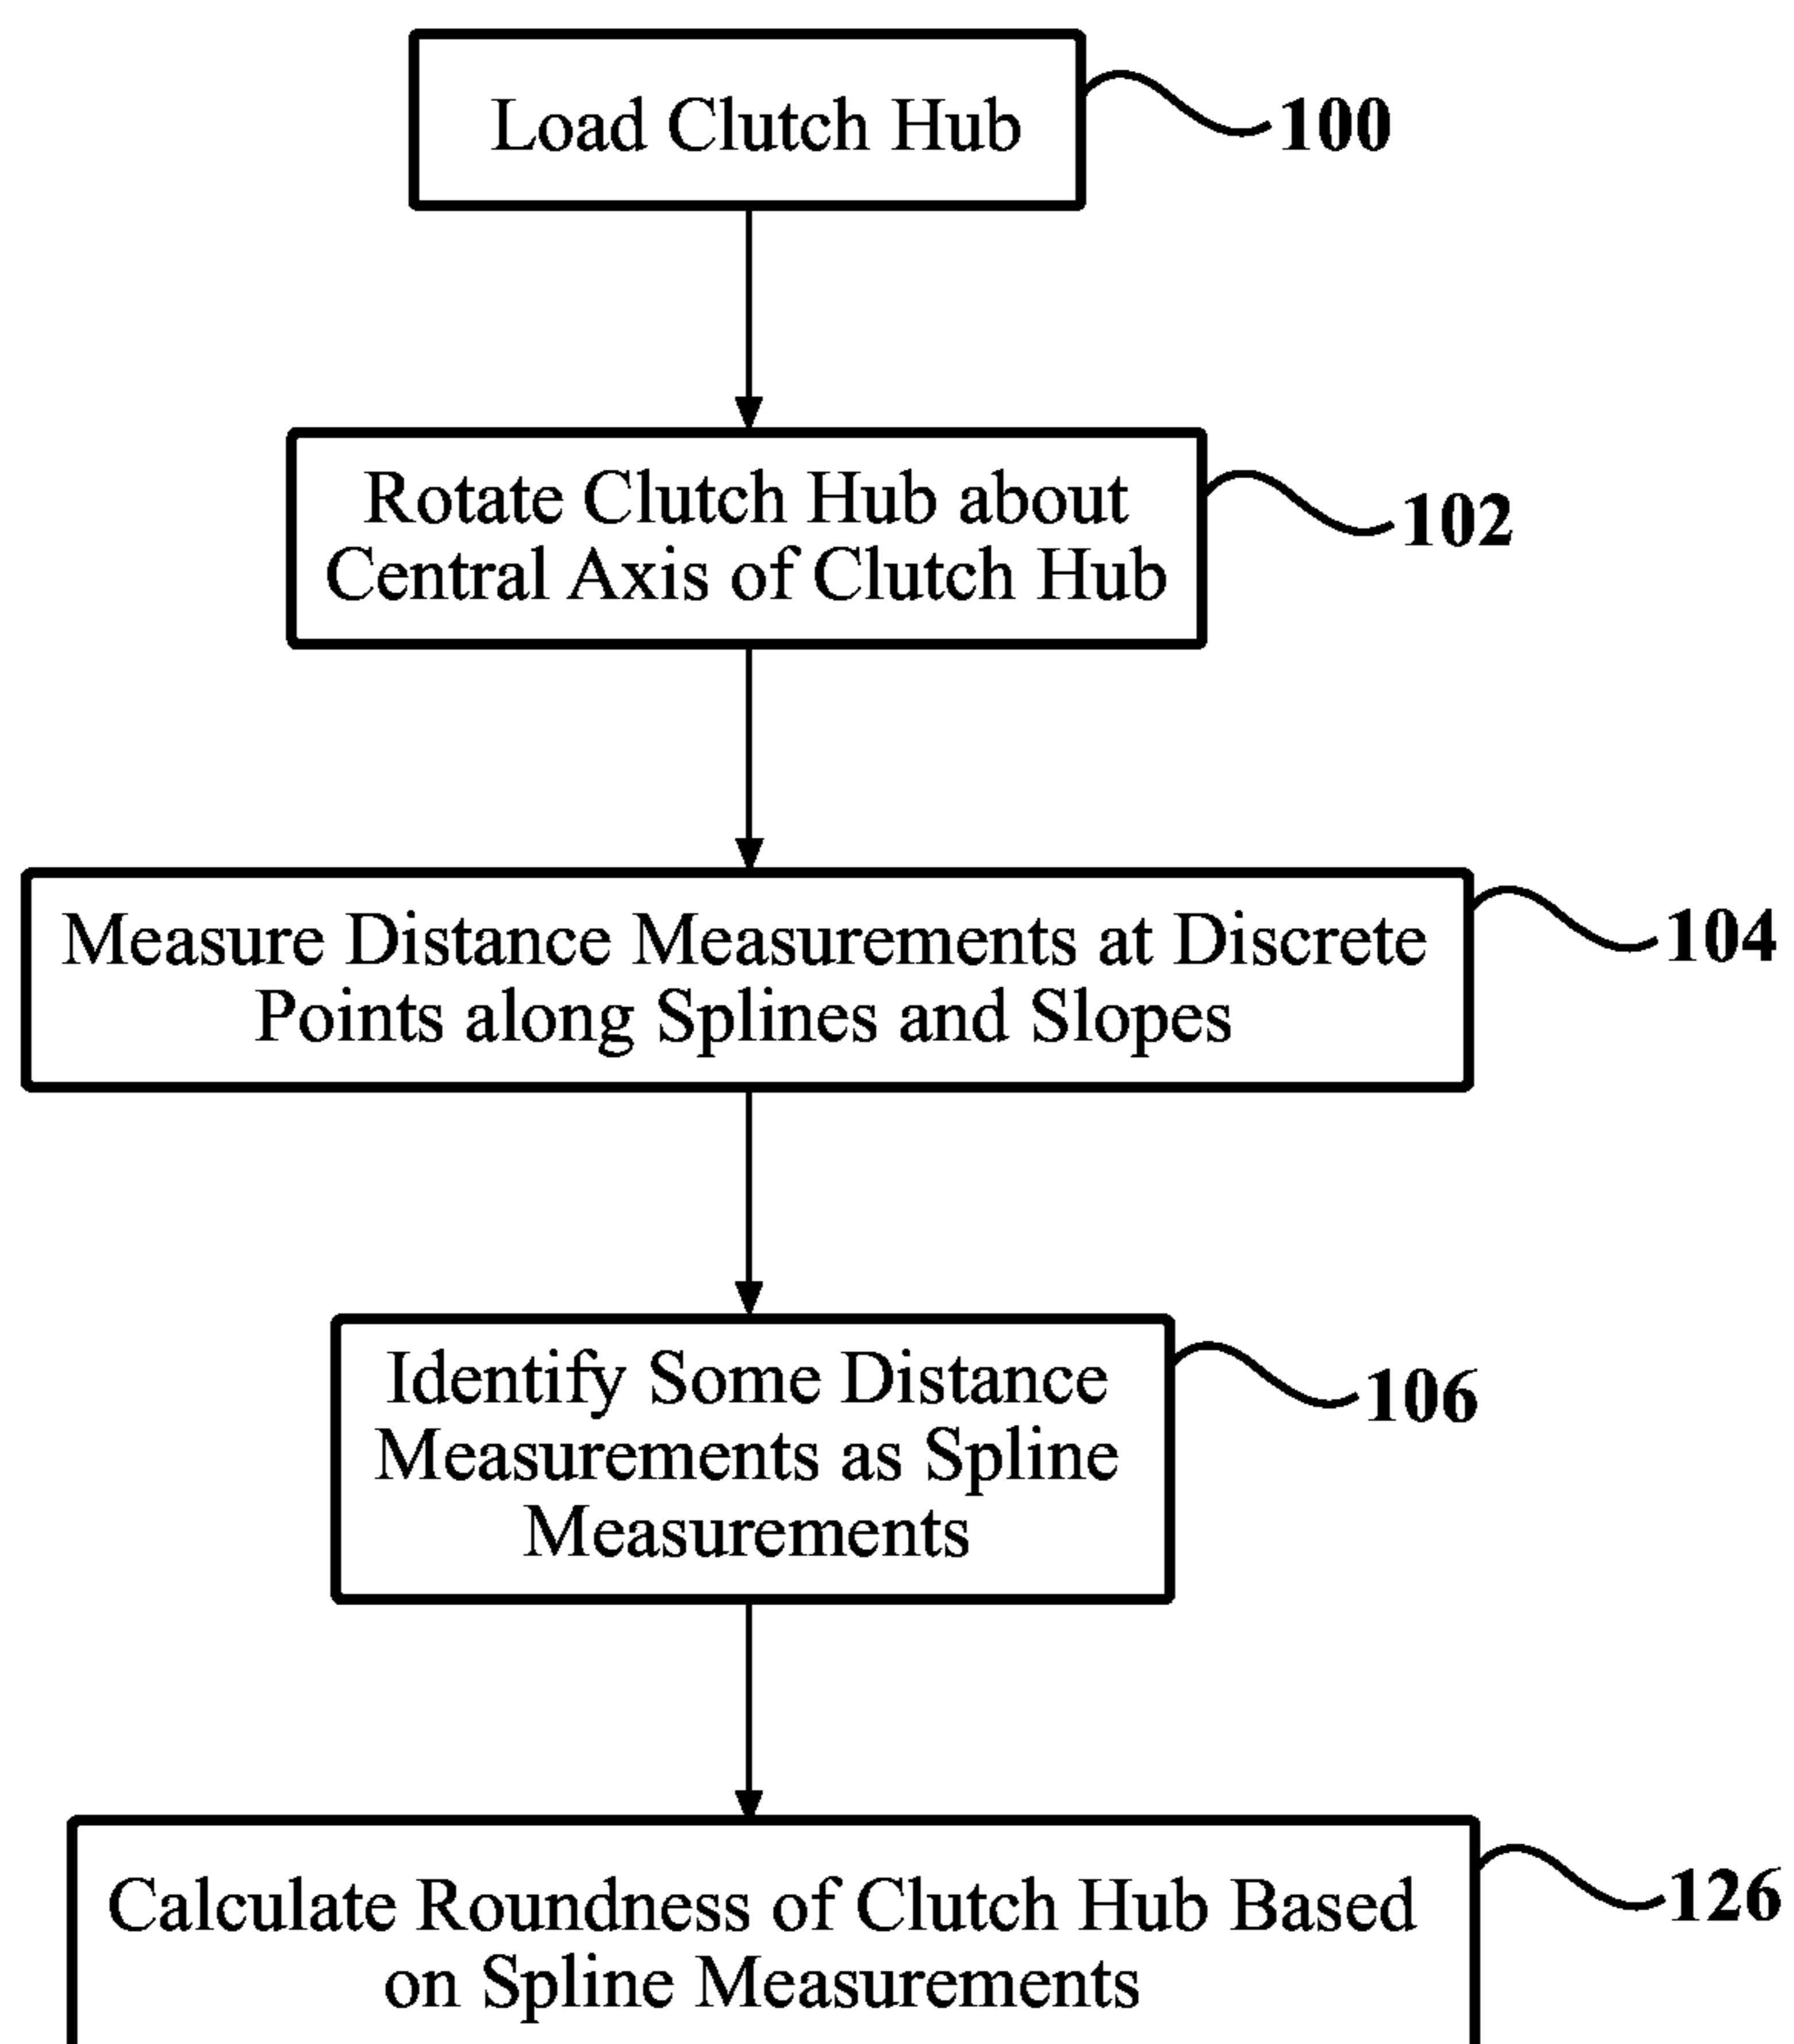 Load Clutch Hub
100
Rotate Clutch Hub about
Central Axis of Clutch Hub
102
Measure Distance Measurements at Discrete
Points along Splines and Slopes
104
Identify Some Distance
Measurements as Spline
Measurements
106
Calculate Roundness of Clutch Hub Based
on Spline Measurements
126